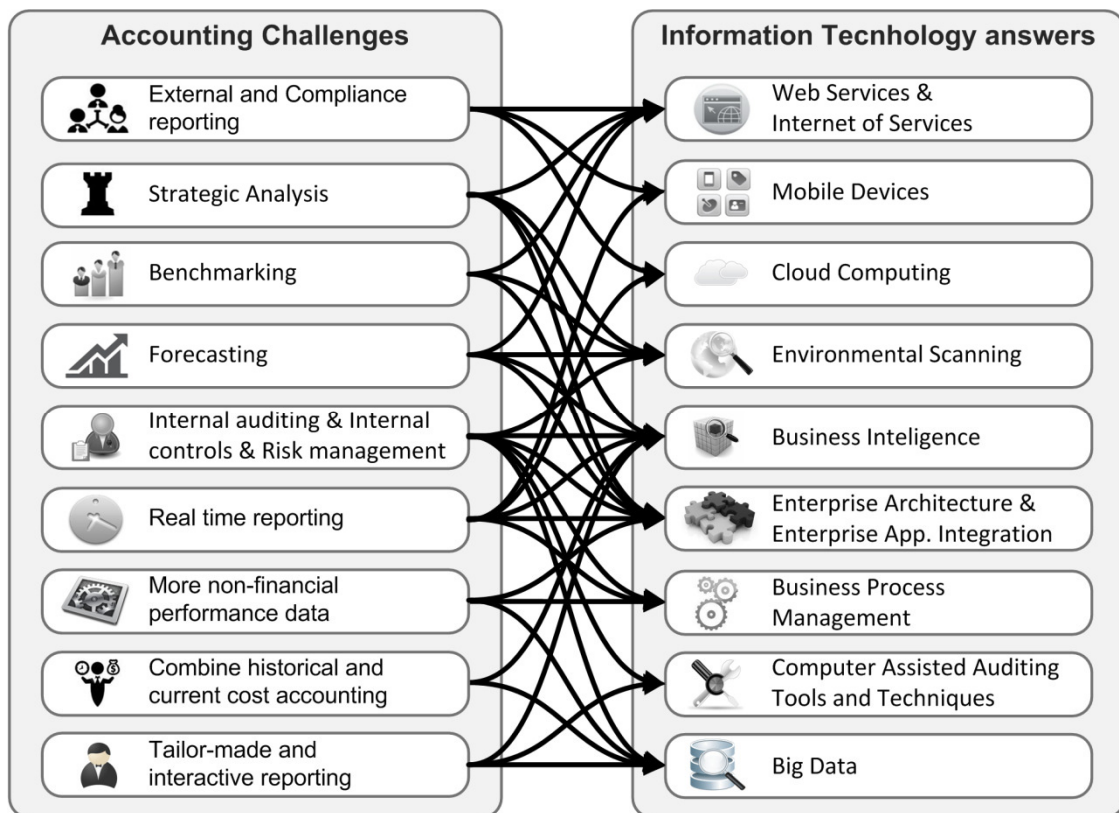 Accounting Challenges
External and Compliance
reporting
Strategic Analysis
Benchmarking
Forecasting
Internal auditing & Internal
controls & Risk management
Real time reporting
More non-financial
performance data
Combine historical and
current cost accounting
Tailor-made and
interactive reporting
Information Tecnhology answers
Web Services &
Internet of Services
Mobile Devices
Cloud Computing
Environmental Scanning
Business Inteligence
Enterprise Architecture &
Enterprise App. Integration
Business Process
Management
Computer Assisted Auditing
Tools and Techniques
Big Data